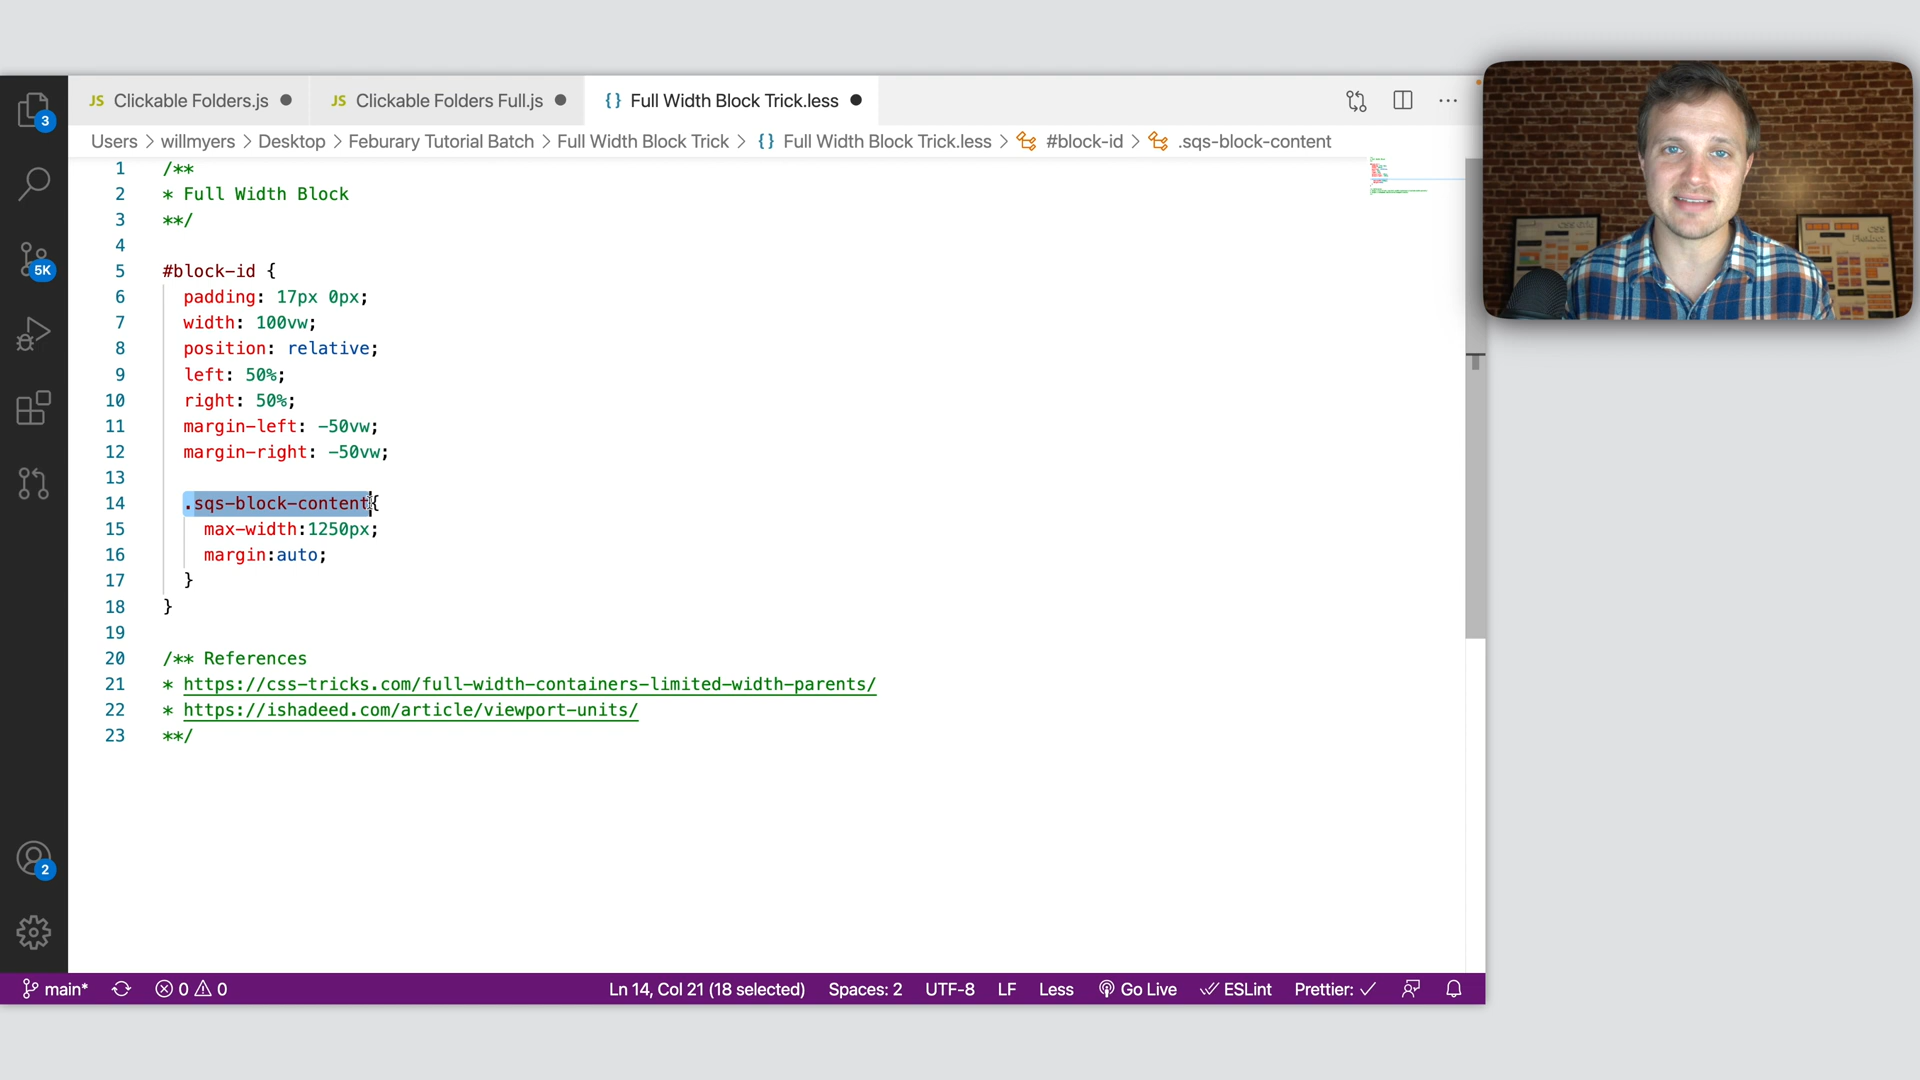 JS Clickable Folders.js
JS Clickable Folders Full.js
{} Full Width Block Trick.less
Users > willmyers > Desktop > Feburary Tutorial Batch > Full Width Block Trick > {} Full Width Block Trick.less > #block-id > .sqs-block-content
3
5K
2
1 /**
2 * Full Width Block
3 **/
4
5 #block-id {
6 padding: 17px 0px;
7 width: 100vw;
8 position: relative;
9 left: 50%;
10 right: 50%;
11 margin-left: -50vw;
12 margin-right: -50vw;
13
14 .sqs-block-content{
15 max-width:1250px;
16 margin:auto;
17 }
18 }
19
20 /** References
21 * https://css-tricks.com/full-width-containers-limited-width-parents/
22 * https://ishadeed.com/article/viewport-units/
23 **/
main* 0 0 Ln 14, Col 21 (18 selected) Spaces: 2 UTF-8 LF Less Go Live ESLint Prettier: ✓